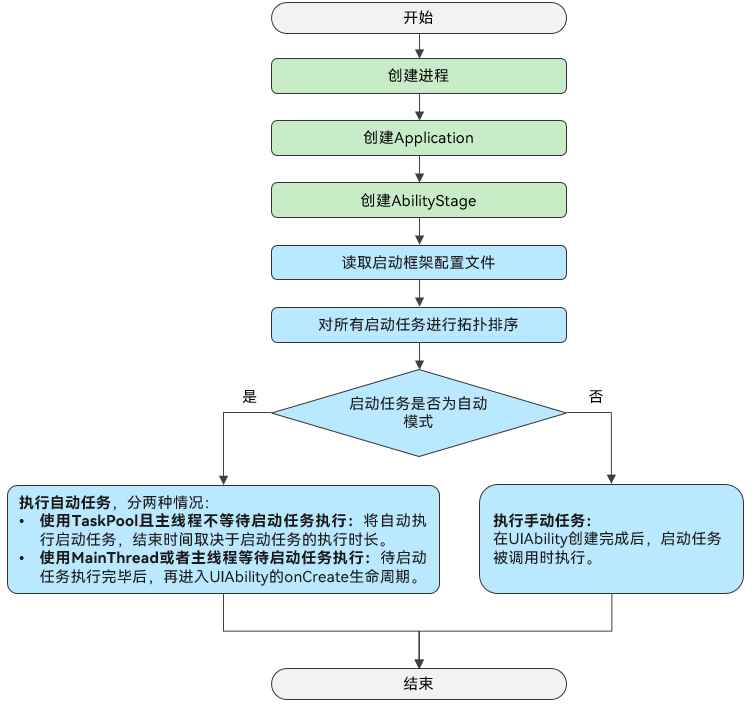 开始
创建进程
创建Application
创建AbilityStage
读取启动框架配置文件
对所有启动任务进行拓扑排序
启动任务是否为自动
模式
是
否
执行自动任务，分两种情况：
• 使用TaskPool且主线程不等待启动任务执行：将自动执
行启动任务，结束时间取决于启动任务的执行时长。
• 使用MainThread或者主线程等待启动任务执行：待启动
任务执行完毕后，再进入UIAbility的onCreate生命周期。
执行手动任务：
在UIAbility创建完成后，启动任务
被调用时执行。
结束